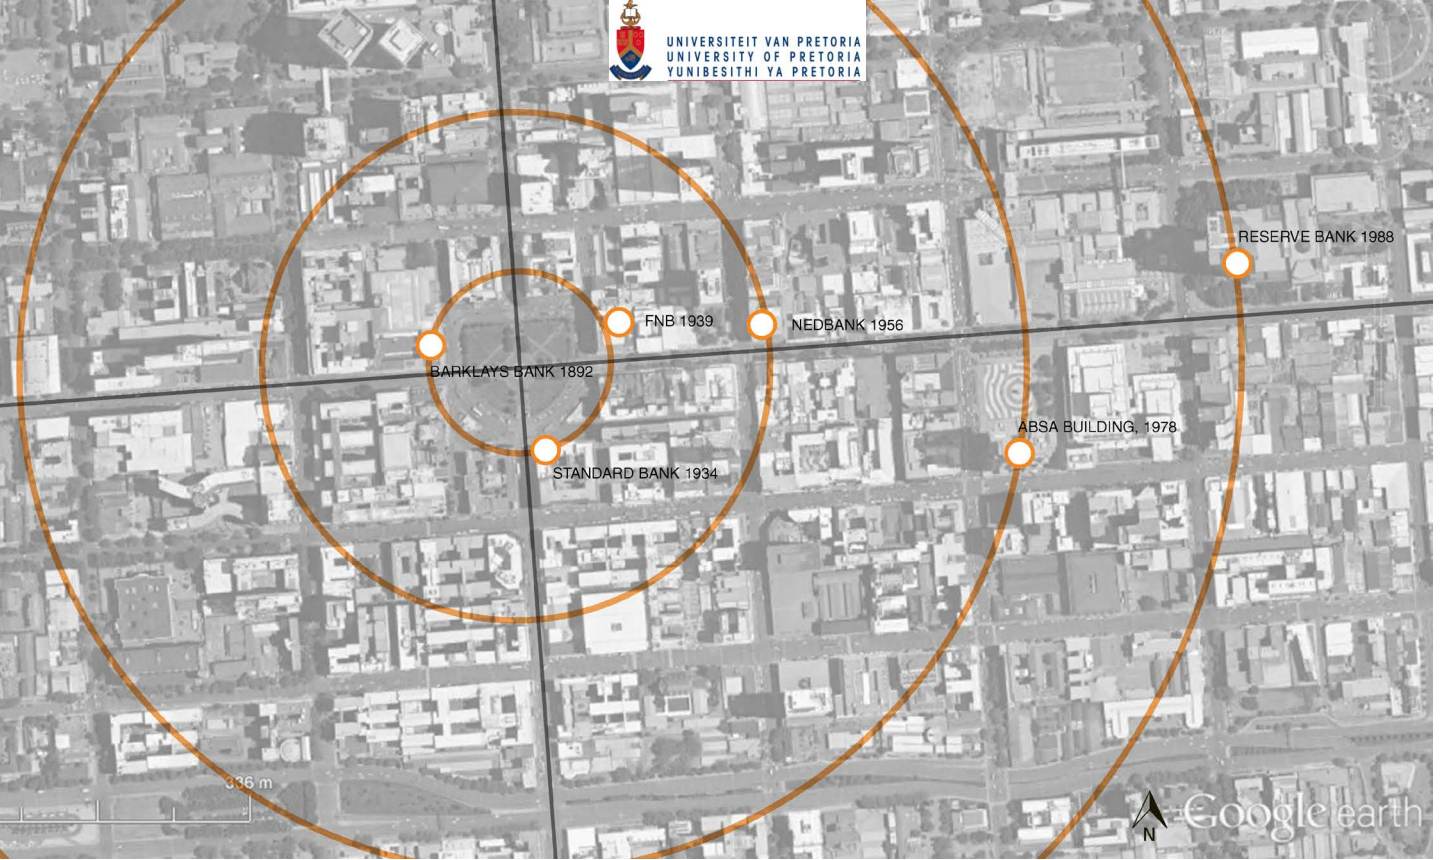 UNIVERSITEIT VAN PRETORIA
UNIVERSITY OF PRETORIA
YUNIBESITHI YA PRETORIA
RESERVE BANK 1988
FNB 1939
NEDBANK 1956
BARKLAYS BANK 1892
ABSA BUILDING, 1978
STANDARD BANK 1934
336 m
Google earth
N